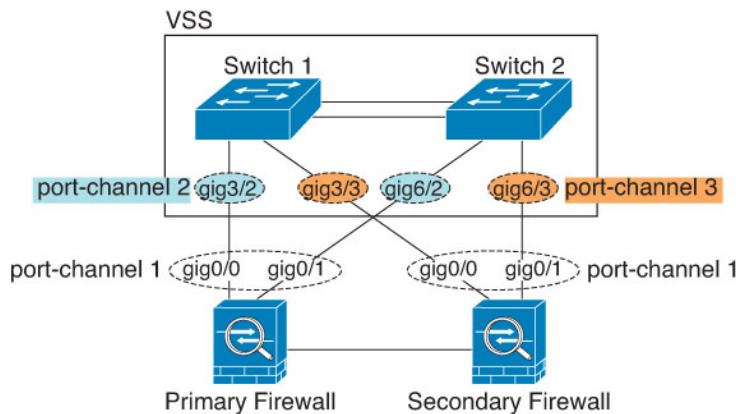 VSS
Switch 1 Switch 2
port-channel 2 gig3/2 gig3/3 gig6/2 gig6/3 port-channel 3
port-channel 1 gig0/0 gig0/1 gig0/0 gig0/1 port-channel 1
Primary Firewall Secondary Firewall